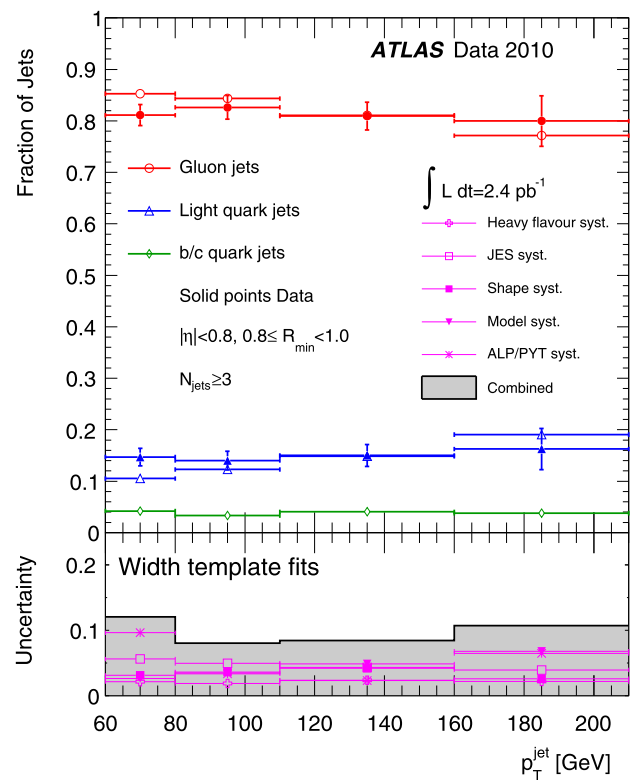 ATLAS Data 2010
Fraction of Jets
1
0.9
0.8
0.7
0.6
0.5
0.4
0.3
0.2
0.1
0
Gluon jets
Light quark jets
b/c quark jets
Solid points Data
|η|<0.8, 0.8≤ R_min<1.0
N_jets≥3
∫ L dt=2.4 pb^-1
Heavy flavour syst.
JES syst.
Shape syst.
Model syst.
ALP/PYT syst.
Combined
Width template fits
Uncertainty
0.2
0.1
0
60 80 100 120 140 160 180 200
p_T^jet [GeV]